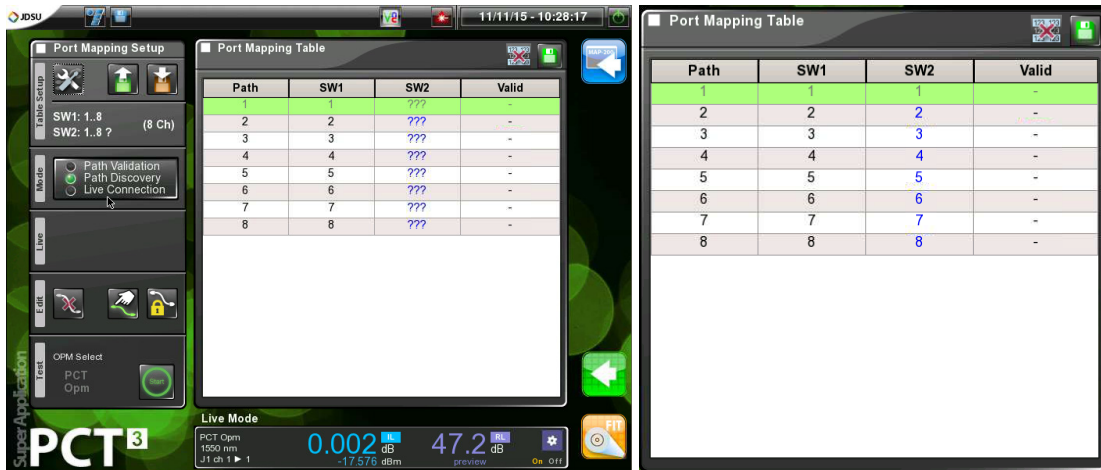 JDSU
11/11/15 - 10:28:17
Port Mapping Setup
Table Setup
SW1: 1..8
SW2: 1..8 ?
(8 Ch)
Mode
Path Validation
Path Discovery
Live Connection
Live
Edit
Test
OPM Select
PCT
Opm
Start
Super Application
PCT 3
Port Mapping Table
Path SW1 SW2 Valid
1 1 ??? -
2 2 ??? -
3 3 ??? -
4 4 ??? -
5 5 ??? -
6 6 ??? -
7 7 ??? -
8 8 ??? -
MAP 200
FIT
Live Mode
PCT Opm
1550 nm
J1 ch 1 ▶ 1
0.002 IL dB
-17.576 dBm
47.2 RL dB
preview
On Off
Port Mapping Table
Path SW1 SW2 Valid
1 1 1 -
2 2 2 -
3 3 3 -
4 4 4 -
5 5 5 -
6 6 6 -
7 7 7 -
8 8 8 -